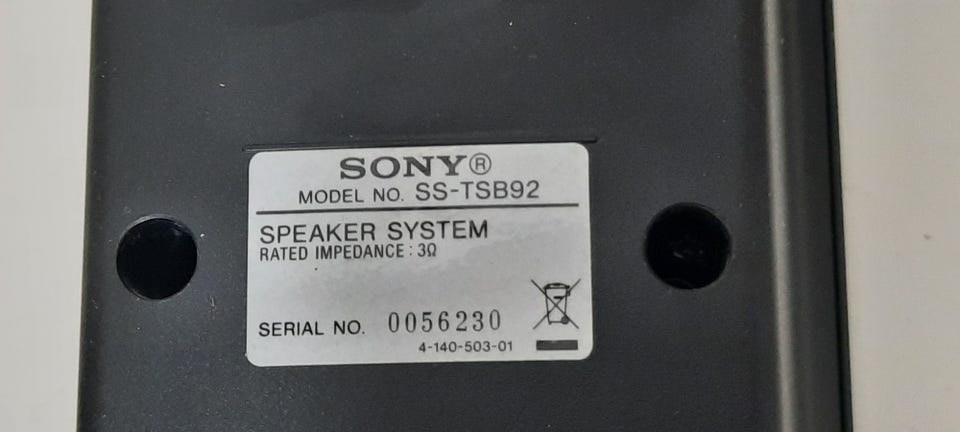 SONY®
MODEL NO. SS-TSB92
SPEAKER SYSTEM
RATED IMPEDANCE : 3Ω
SERIAL NO. 0056230
4-140-503-01